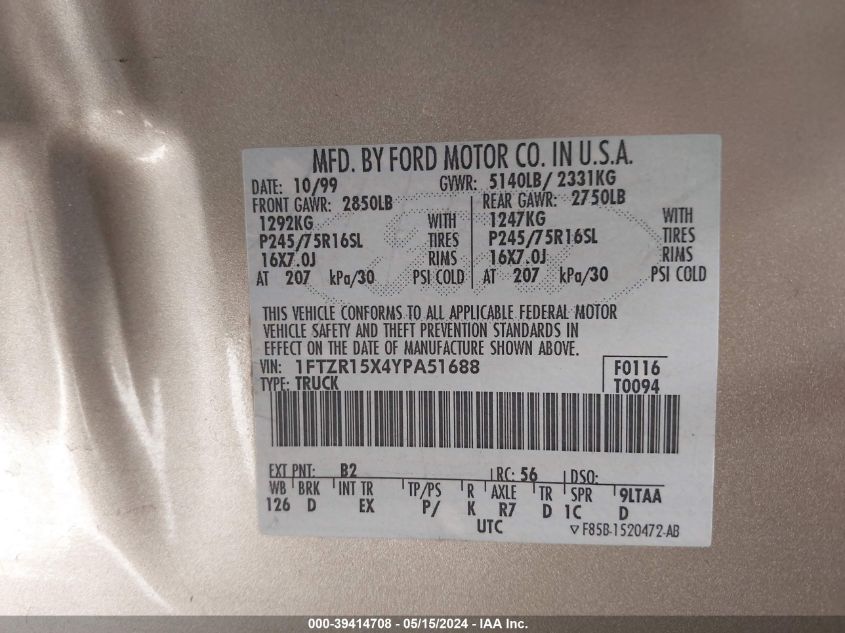 MFD. BY FORD MOTOR CO. IN U.S.A.
DATE: 10/99 GVWR: 5140LB/ 2331KG
FRONT GAWR: 2850LB REAR GAWR: 2750LB
1292KG WITH 1247KG WITH
P245/75R16SL TIRES P245/75R16SL TIRES
16X7.0J RIMS 16X7.0J RIMS
AT 207 kPa/30 PSI COLD AT 207 kPa/30 PSI COLD
THIS VEHICLE CONFORMS TO ALL APPLICABLE FEDERAL MOTOR
VEHICLE SAFETY AND THEFT PREVENTION STANDARDS IN
EFFECT ON THE DATE OF MANUFACTURE SHOWN ABOVE.
VIN: 1FTZR15X4YPA51688 F0116
TYPE: TRUCK T0094
EXT PNT: B2 RC: 56 DSO:
WB BRK INT TR TP/PS R AXLE TR SPR 9LTAA
126 D EX P/ K R7 D 1C D
UTC F85B-1520472-AB
000-39414708 - 05/15/2024 - IAA Inc.